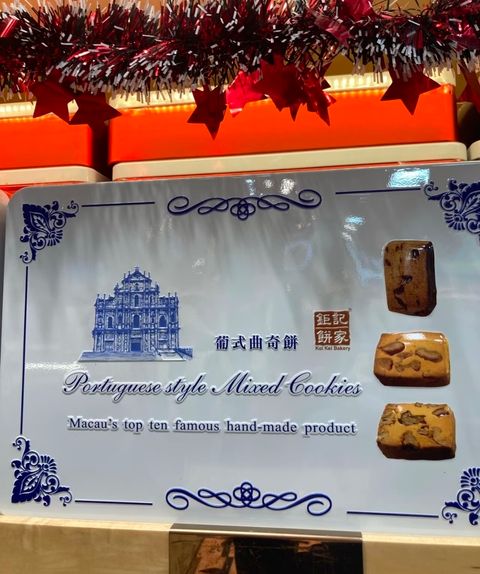 葡式曲奇餅
鉅記®
餅家
Koi Kei Bakery
Portuguese style Mixed Cookies
Macau's top ten famous hand-made product